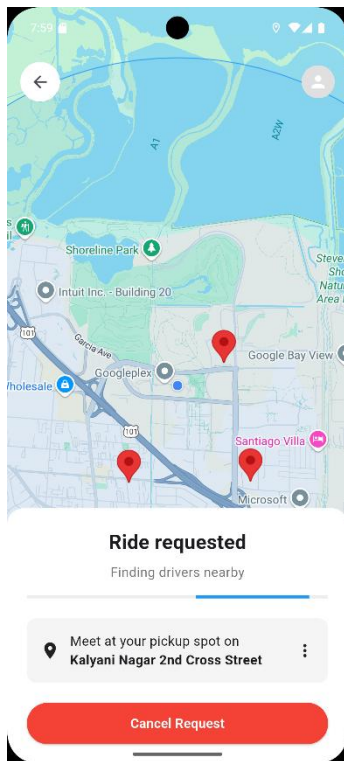 7:59
A1
A2W
s
il
Shoreline Park
Steve
Sho
Natu
Area
Intuit Inc. - Building 20
101
Garcia Ave
Google Bay View
Googleplex
Wholesale
101
Santiago Villa
Microsoft
Ride requested
Finding drivers nearby
Meet at your pickup spot on
Kalyani Nagar 2nd Cross Street
Cancel Request